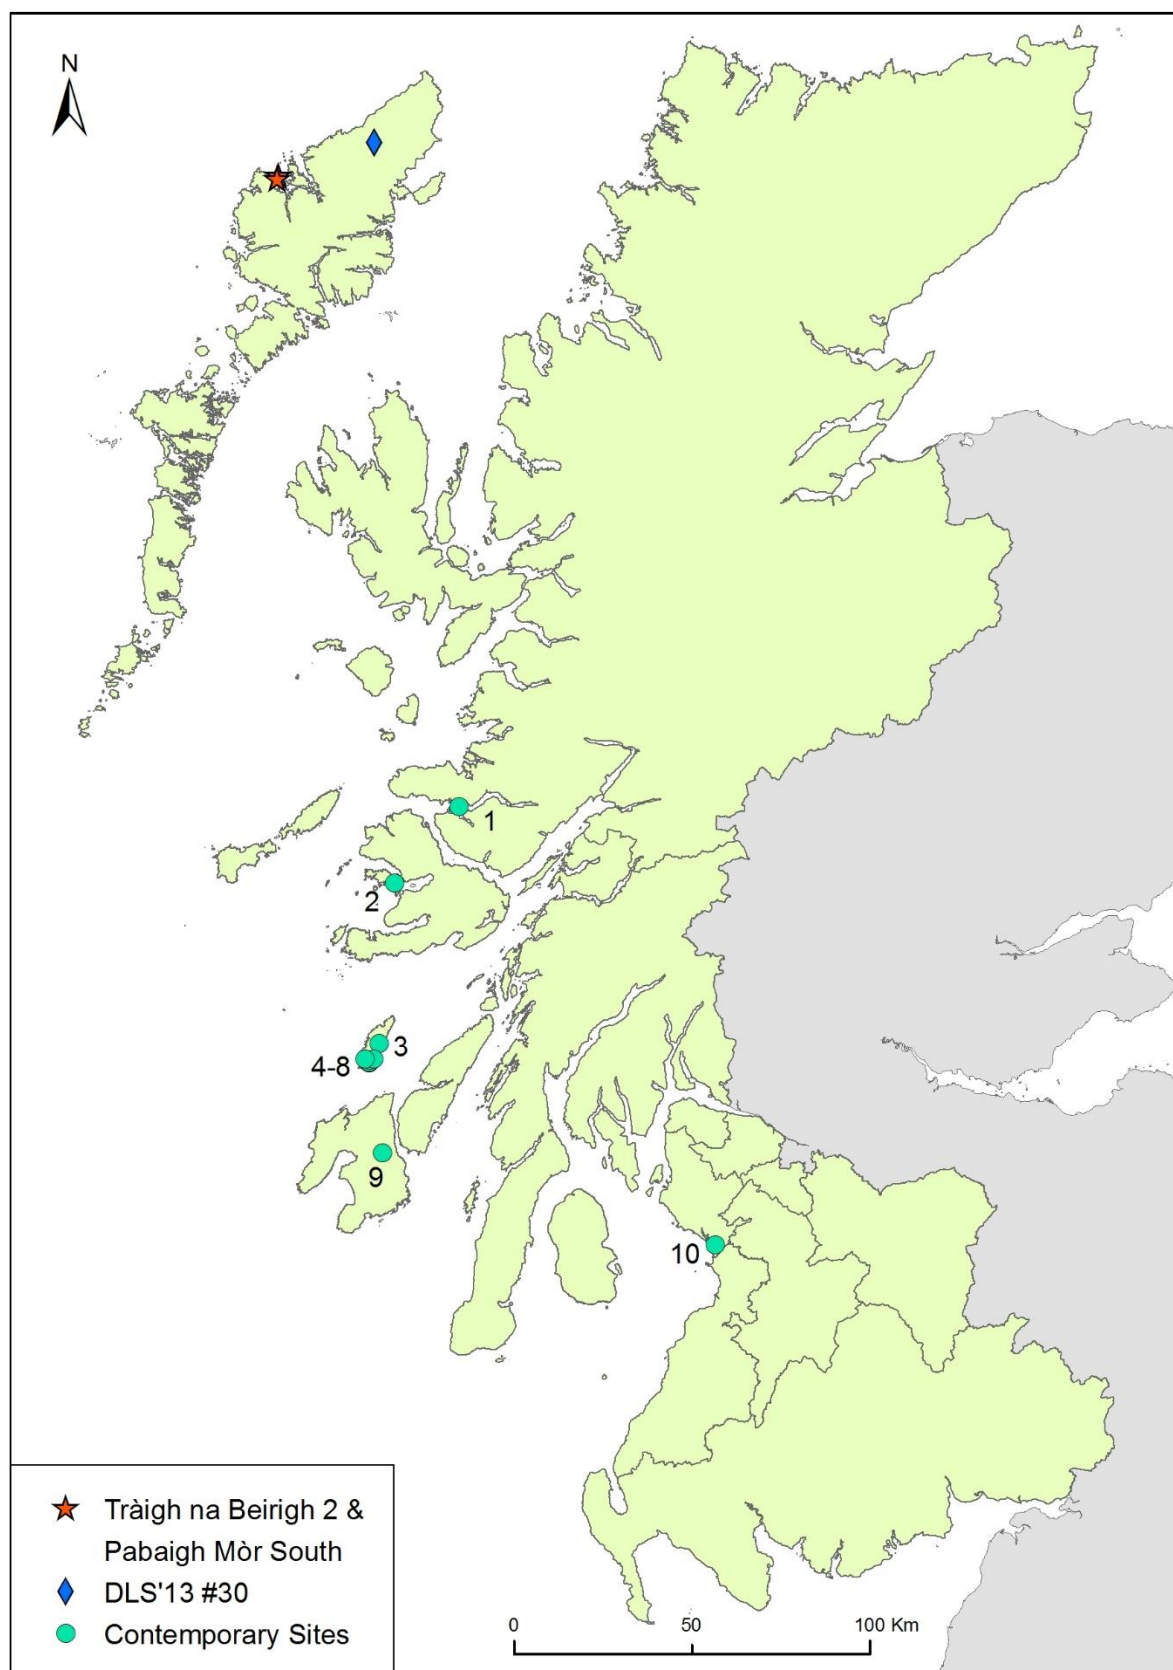 N
1
2
3
4-8
9
10
Tràigh na Beirigh 2 &
Pabaigh Mòr South
DLS'13 #30
Contemporary Sites
0 50 100 Km